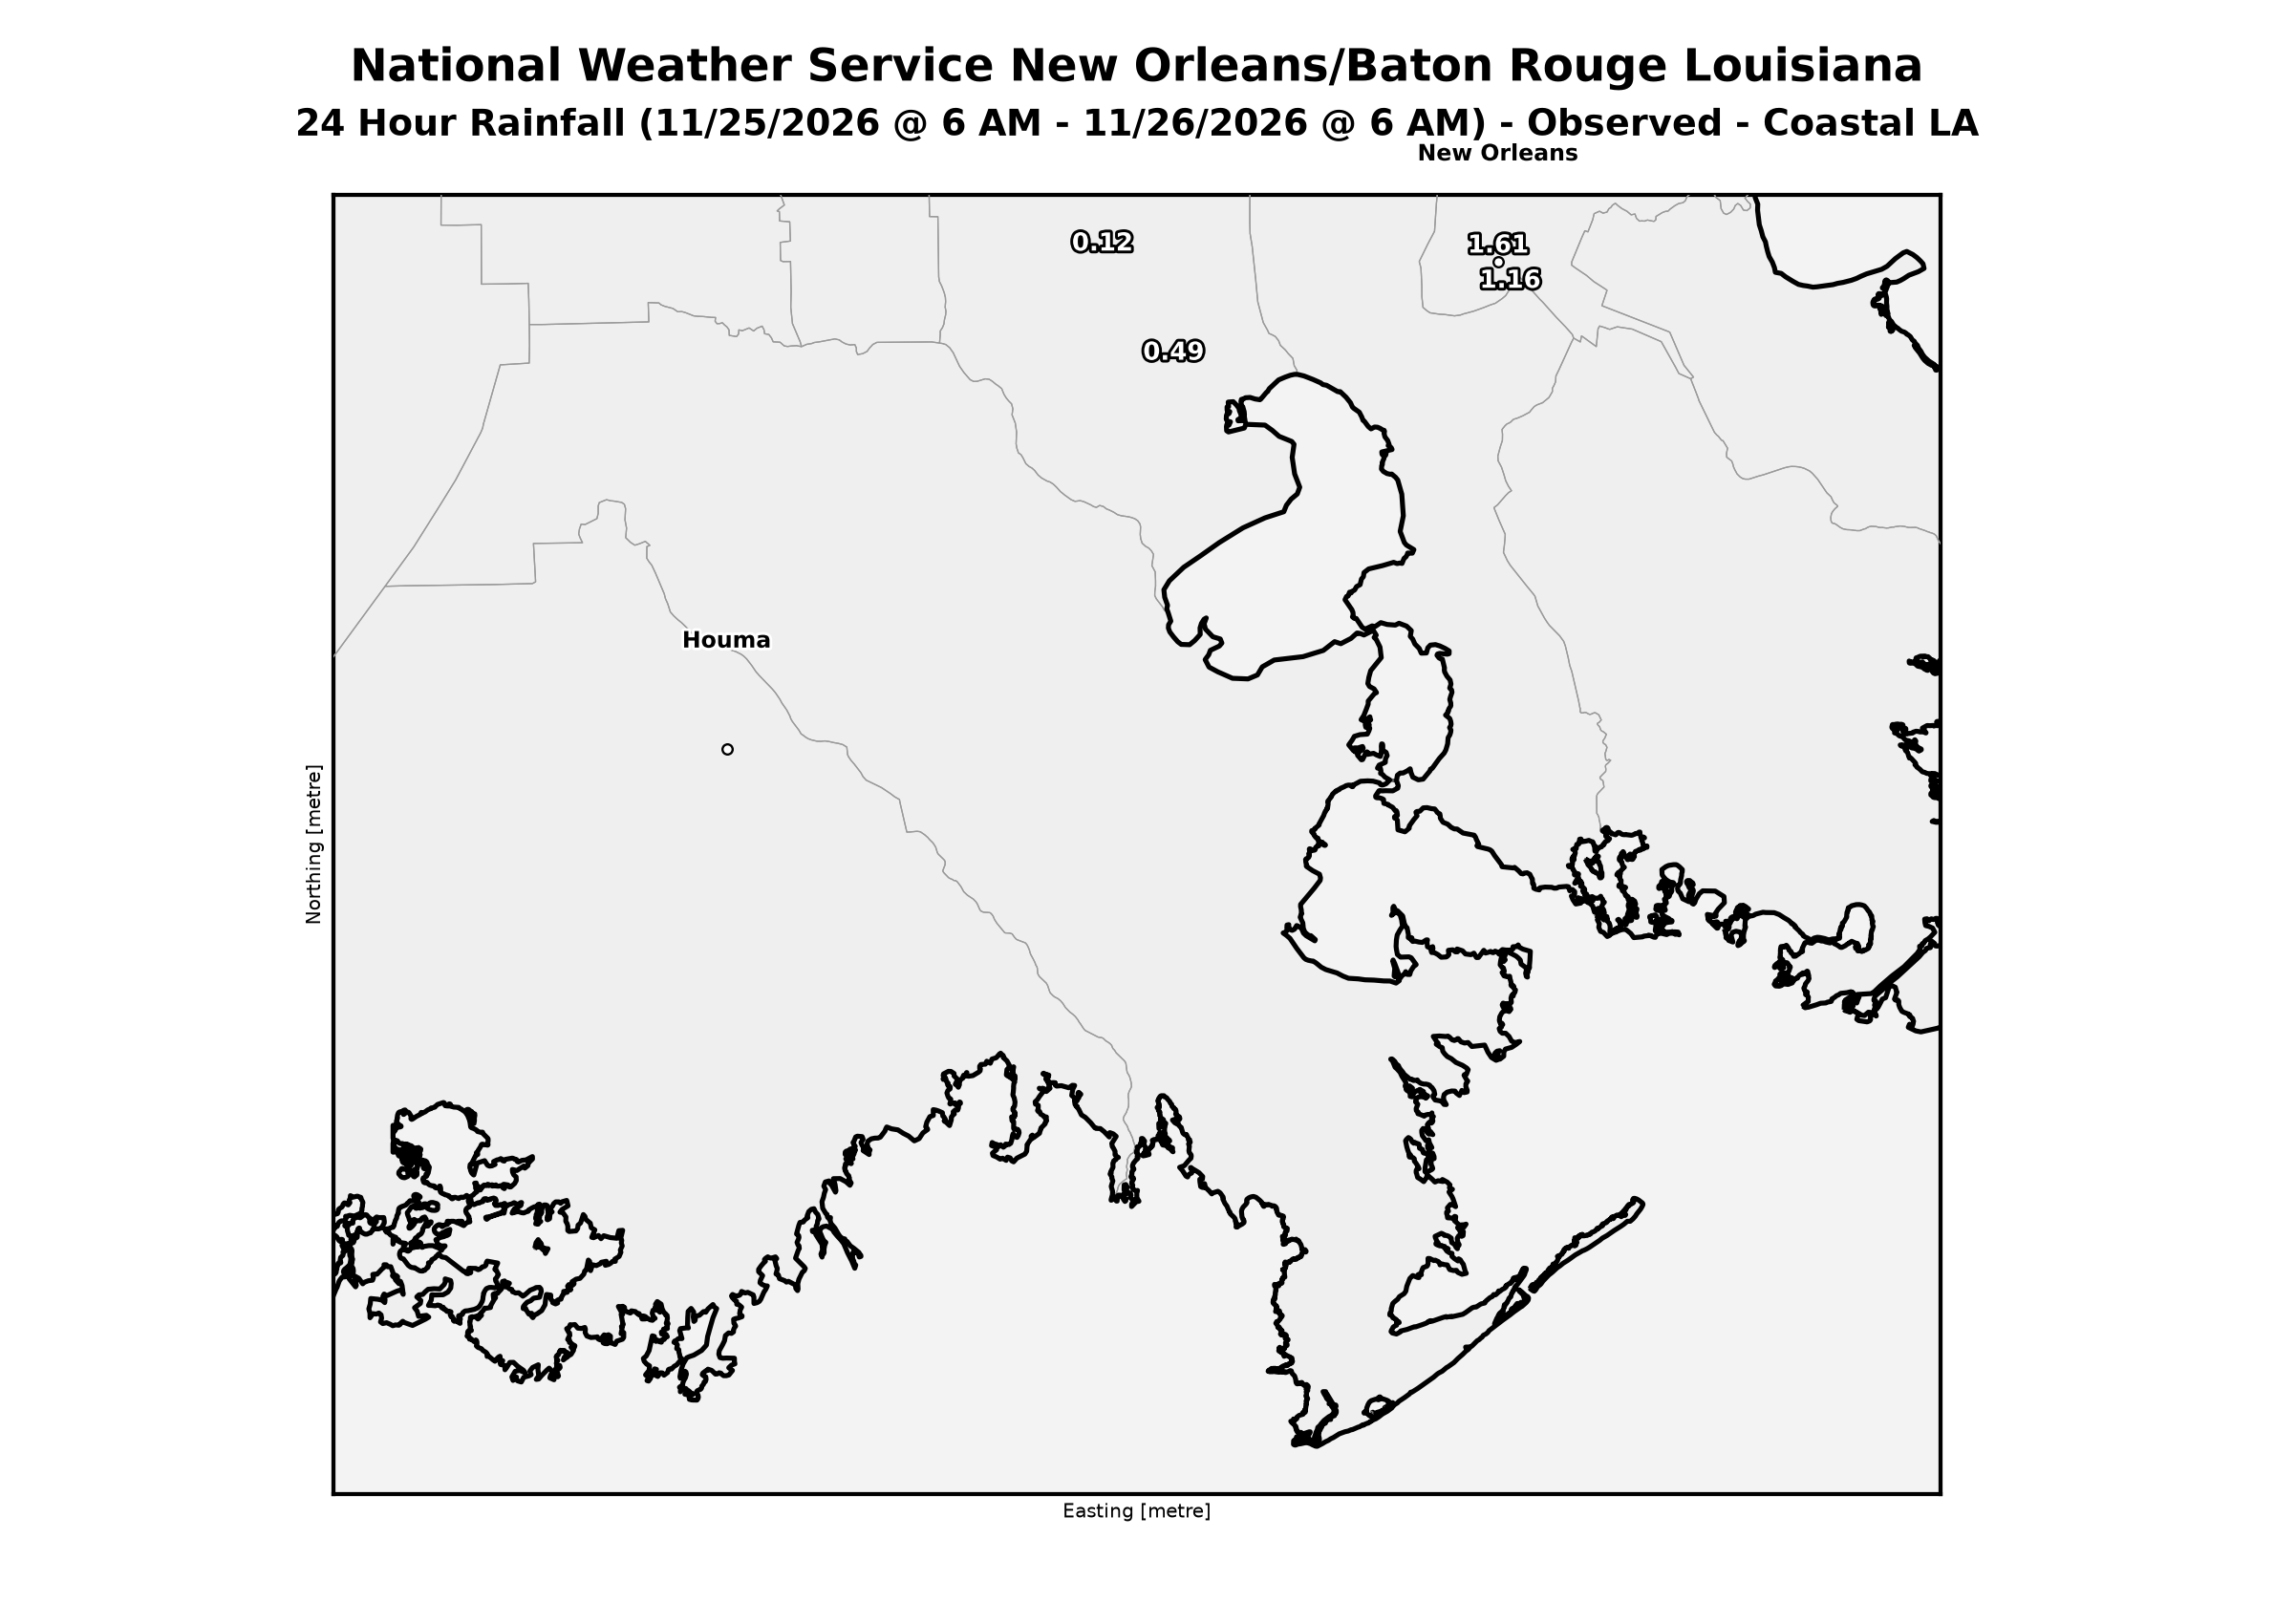 National Weather Service New Orleans/Baton Rouge Louisiana
24 Hour Rainfall (11/25/2026 @ 6 AM - 11/26/2026 @ 6 AM) - Observed - Coastal LA
New Orleans
0.12
1.61
1.16
0.49
Houma
Northing [metre]
Easting [metre]